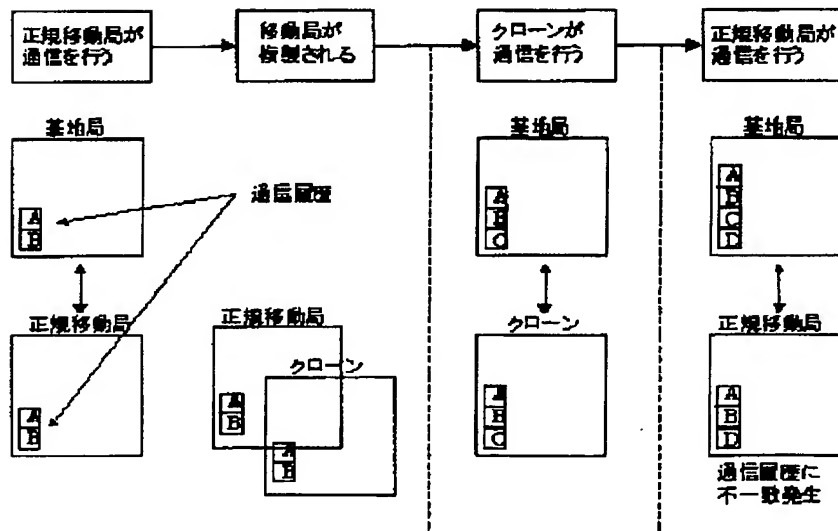 正規移動局が
通信を行う
移動局が
複製される
クローンが
通信を行う
正規移動局が
通信を行う
基地局
A
B
通信履歴
正規移動局
A
B
正規移動局
A
B
クローン
A
B
基地局
A
B
C
クローン
A
B
C
基地局
A
B
C
D
正規移動局
A
B
D
通信履歴に
不一致発生